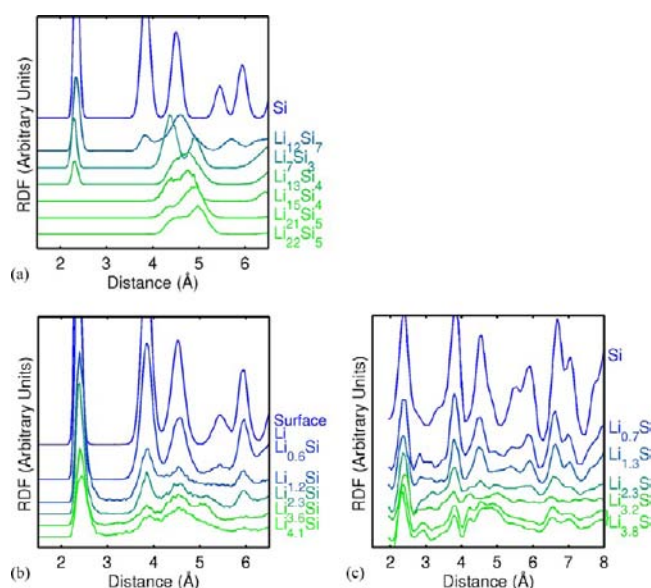 RDF (Arbitrary Units)
Si
Li12Si7
Li7Si3
Li13Si4
Li15Si4
Li21Si5
Li22Si5
2 3 4 5 6
(a) Distance (Å)
RDF (Arbitrary Units)
Surface
Li
Li0.6Si
Li1.2Si
Li2.3Si
Li3.6Si
Li4.1Si
2 3 4 5 6
(b) Distance (Å)
RDF (Arbitrary Units)
Si
Li0.7Si
Li1.3Si
Li2.3Si
Li3.2Si
Li3.8Si
2 3 4 5 6 7 8
(c) Distance (Å)